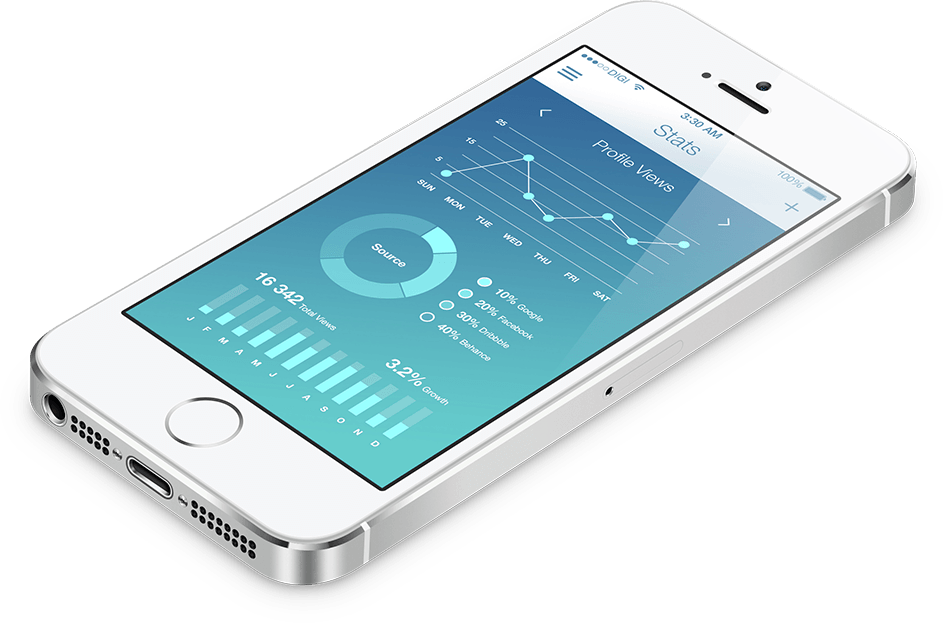 DIGI 3:30 AM 100%
Stats +
Profile Views
25
15
5
SUN MON TUE WED THU FRI SAT
Source
10% Google
20% Facebook
30% Dribbble
40% Behance
16 342 Total Views
3.2% Growth
J F M A M J J A S O N D